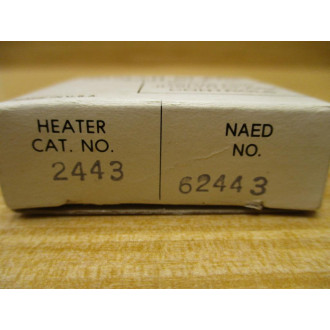 HEATER
CAT. NO.
2443
NAED
NO.
62443